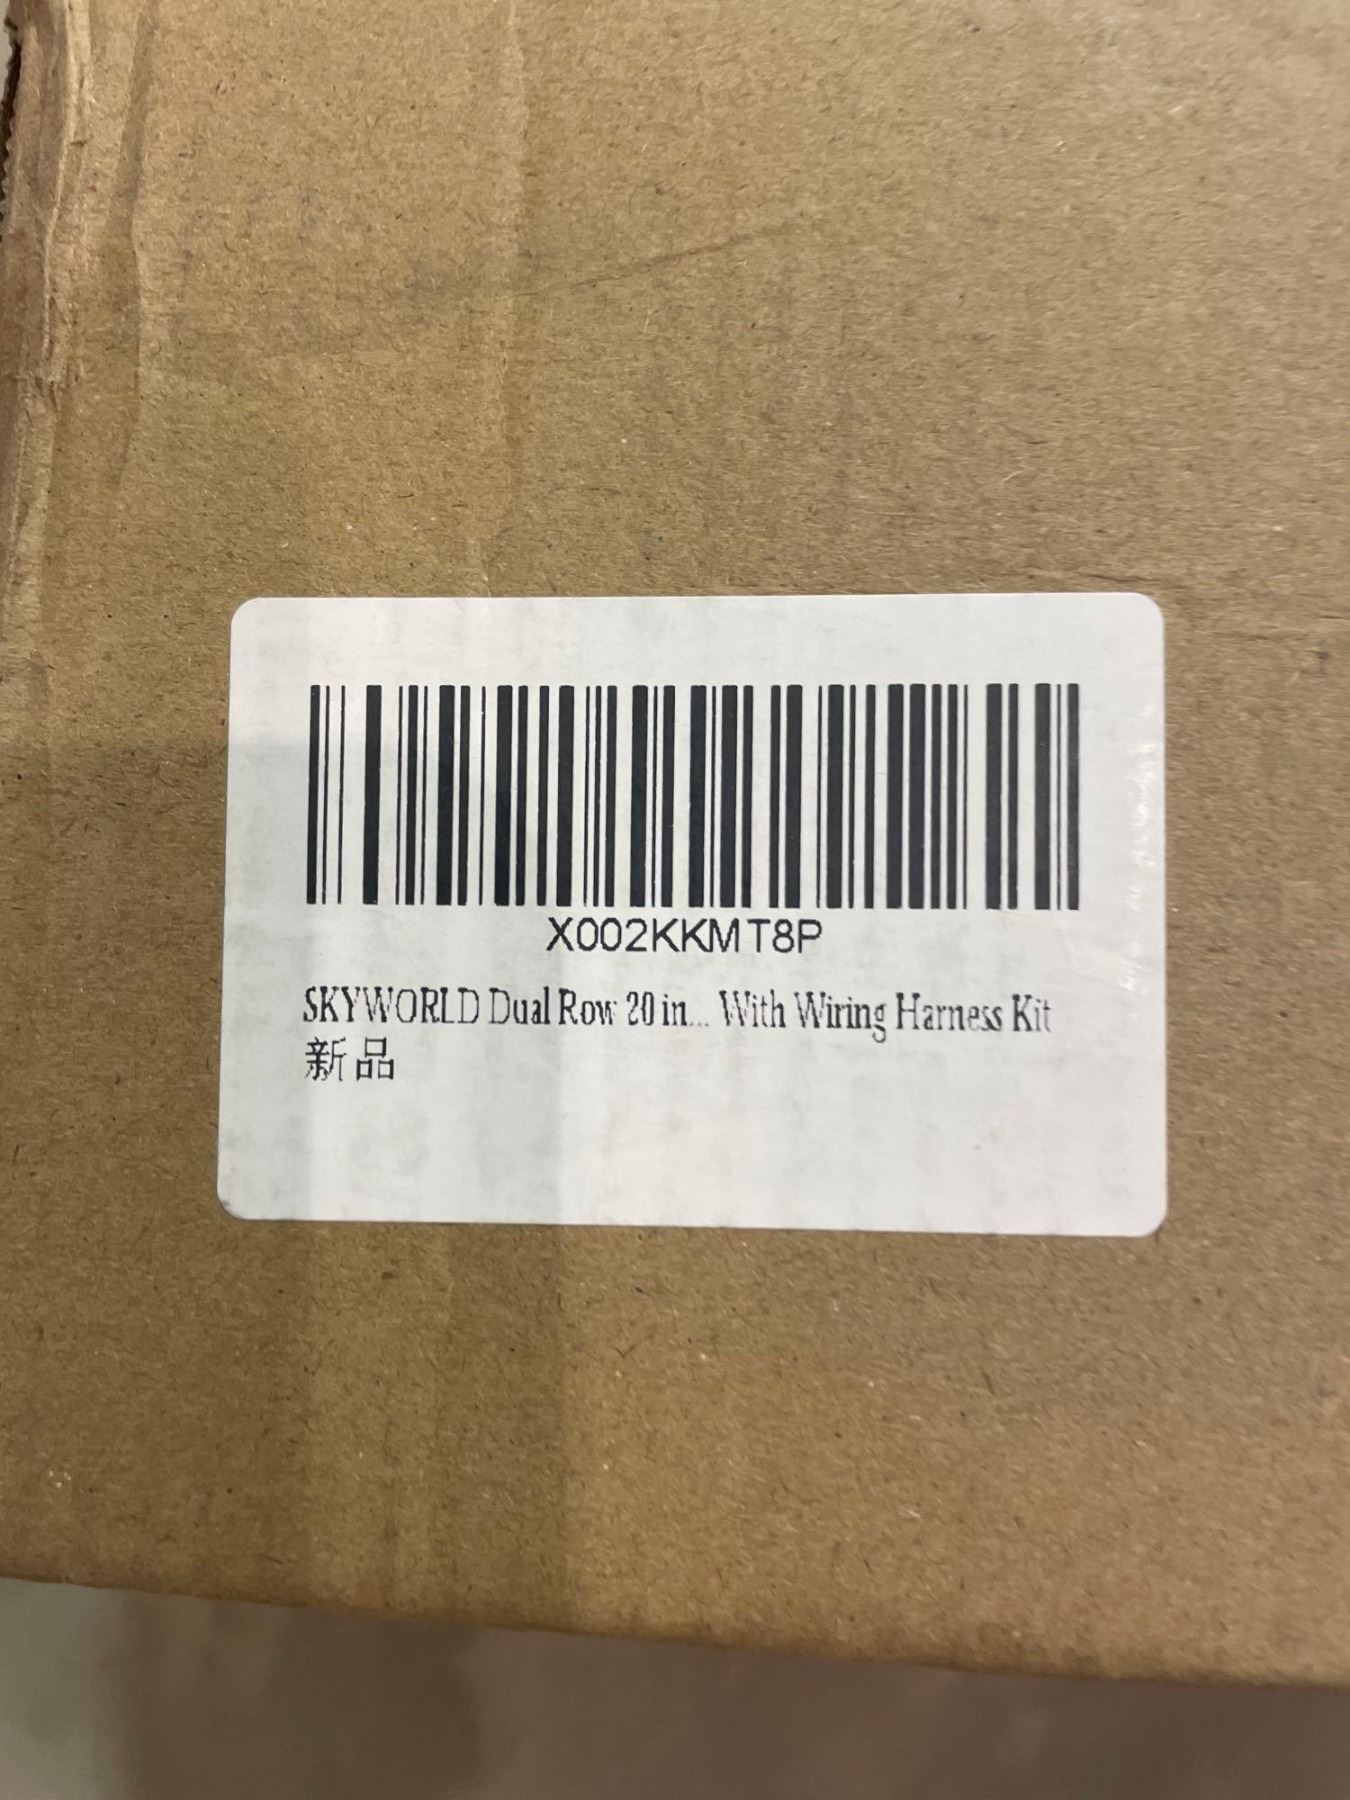 X002KKMT8P
SKYWORLD Dual Row 20 in... With Wiring Harness Kit
新品